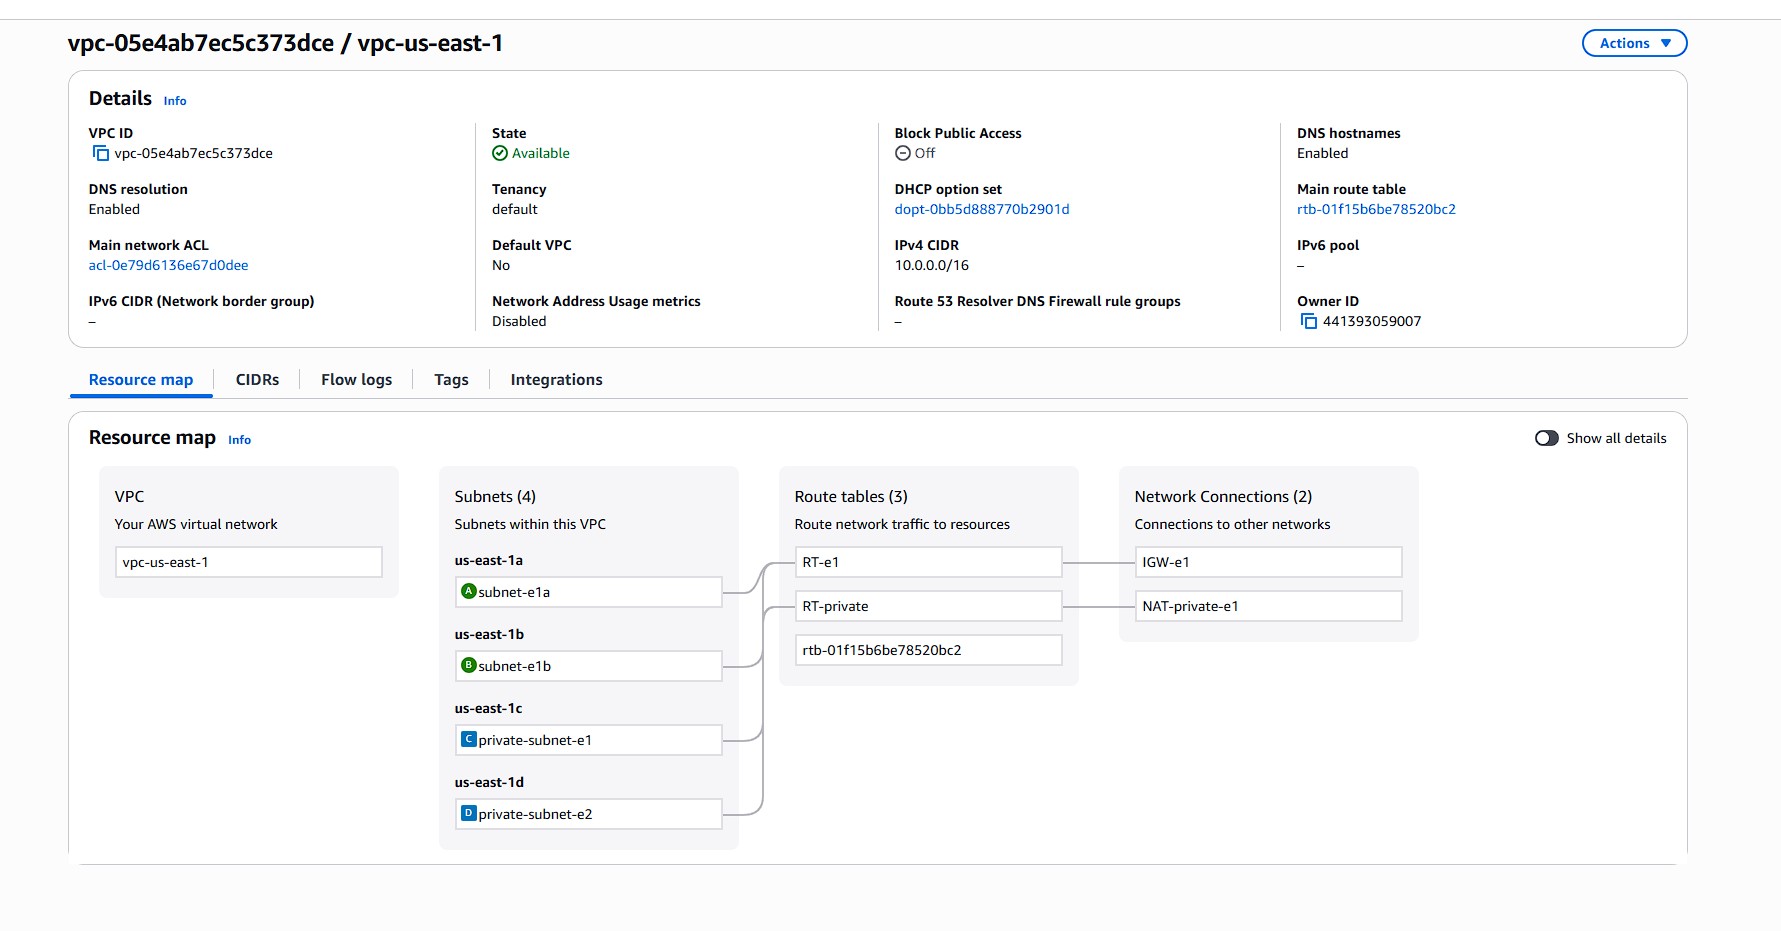 vpc-05e4ab7ec5c373dce / vpc-us-east-1
Actions
Details Info
VPC ID
vpc-05e4ab7ec5c373dce
State
Available
Block Public Access
Off
DNS hostnames
Enabled
DNS resolution
Enabled
Tenancy
default
DHCP option set
dopt-0bb5d888770b2901d
Main route table
rtb-01f15b6be78520bc2
Main network ACL
acl-0e79d6136e67d0dee
Default VPC
No
IPv4 CIDR
10.0.0.0/16
IPv6 pool
–
IPv6 CIDR (Network border group)
–
Network Address Usage metrics
Disabled
Route 53 Resolver DNS Firewall rule groups
–
Owner ID
441393059007
Resource map
CIDRs
Flow logs
Tags
Integrations
Resource map Info
Show all details
VPC
Your AWS virtual network
vpc-us-east-1
Subnets (4)
Subnets within this VPC
us-east-1a
A subnet-e1a
us-east-1b
B subnet-e1b
us-east-1c
C private-subnet-e1
us-east-1d
D private-subnet-e2
Route tables (3)
Route network traffic to resources
RT-e1
RT-private
rtb-01f15b6be78520bc2
Network Connections (2)
Connections to other networks
IGW-e1
NAT-private-e1